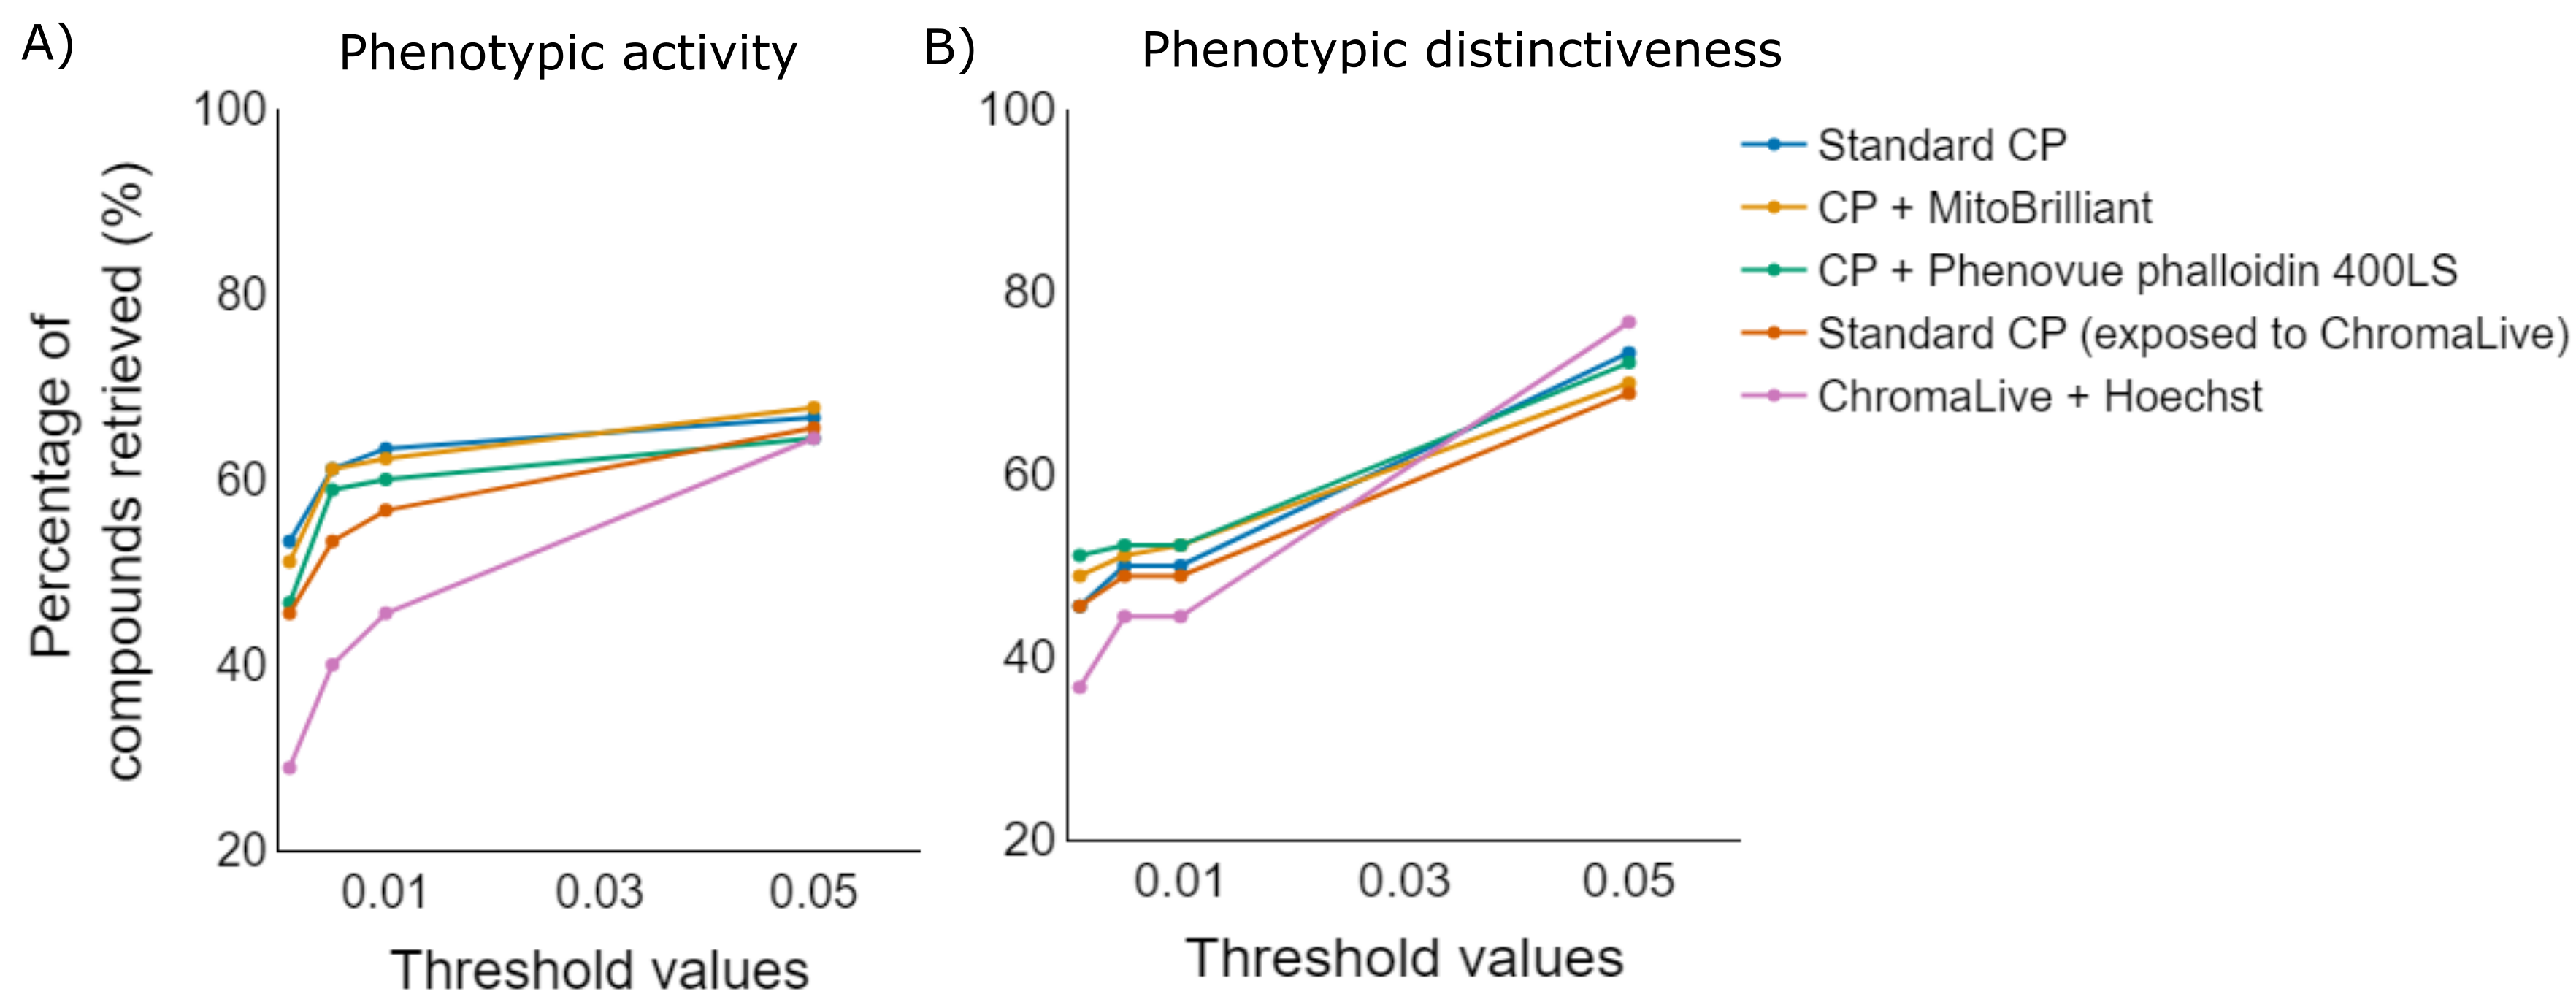 A)
Phenotypic activity
Percentage of
compounds retrieved (%)
100
80
60
40
20
0.01
0.03
0.05
Threshold values
B)
Phenotypic distinctiveness
100
80
60
40
20
0.01
0.03
0.05
Threshold values
Standard CP
CP + MitoBrilliant
CP + Phenovue phalloidin 400LS
Standard CP (exposed to ChromaLive)
ChromaLive + Hoechst